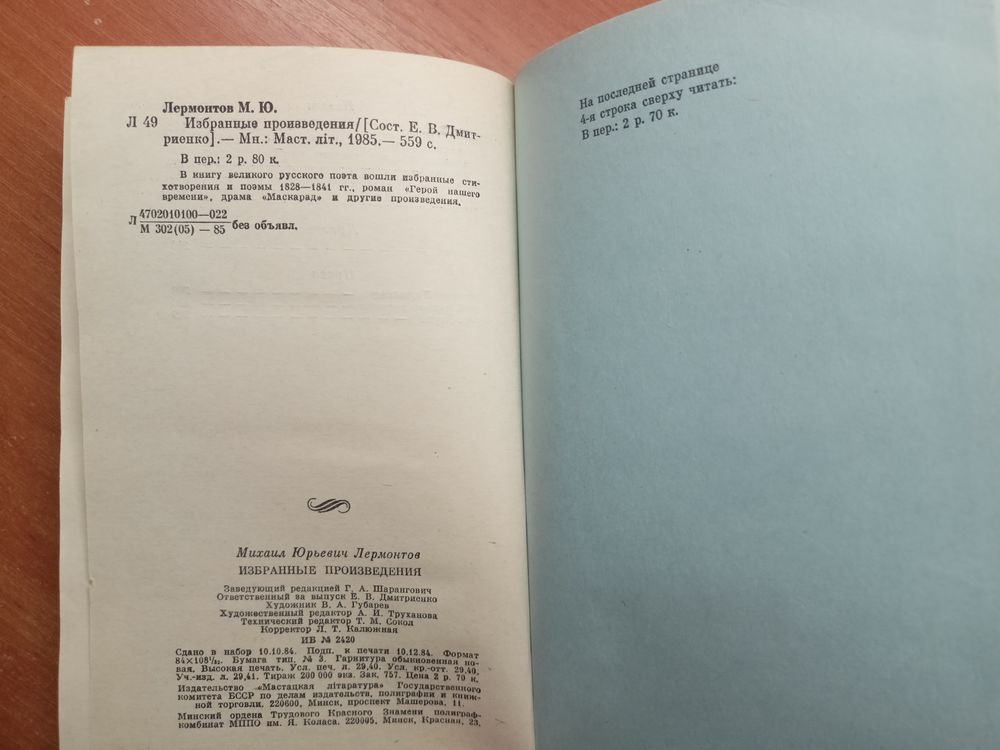 Лермонтов М. Ю.
Л 49 Избранные произведения/[Сост. Е. В. Дмит-
риенко].— Мн.: Маст. літ., 1985.— 559 с.
В пер.: 2 р. 80 к.
В книгу великого русского поэта вошли избранные сти-
хотворения и поэмы 1828—1841 гг., роман «Герой нашего
времени», драма «Маскарад» и другие произведения.
Л 4702010100—022
М 302(05) — 85 без объявл.
Михаил Юрьевич Лермонтов
ИЗБРАННЫЕ ПРОИЗВЕДЕНИЯ
Заведующий редакцией Г. А. Шарангович
Ответственный за выпуск Е. В. Дмитриенко
Художник В. А. Губарев
Художественный редактор А. И. Труханова
Технический редактор Т. М. Сокол
Корректор Л. Т. Калюжная
ИБ № 2420
Сдано в набор 10.10.84. Подп. к печати 10.12.84. Формат
84×108 1/32. Бумага тип. № 3. Гарнитура обыкновенная но-
вая. Высокая печать. Усл. печ. л. 29,40. Усл. кр.-отт. 29,40.
Уч.-изд. л. 29,41. Тираж 200 000 экз. Зак. 757. Цена 2 р. 70 к.
Издательство «Мастацкая літаратура» Государственного
комитета БССР по делам издательств, полиграфии и книж-
ной торговли. 220600, Минск, проспект Машерова, 11.
Минский ордена Трудового Красного Знамени полиграф-
комбинат МППО им. Я. Коласа. 220005, Минск, Красная, 23.
На последней странице
4-я строка сверху читать:
В пер.: 2 р. 70 к.